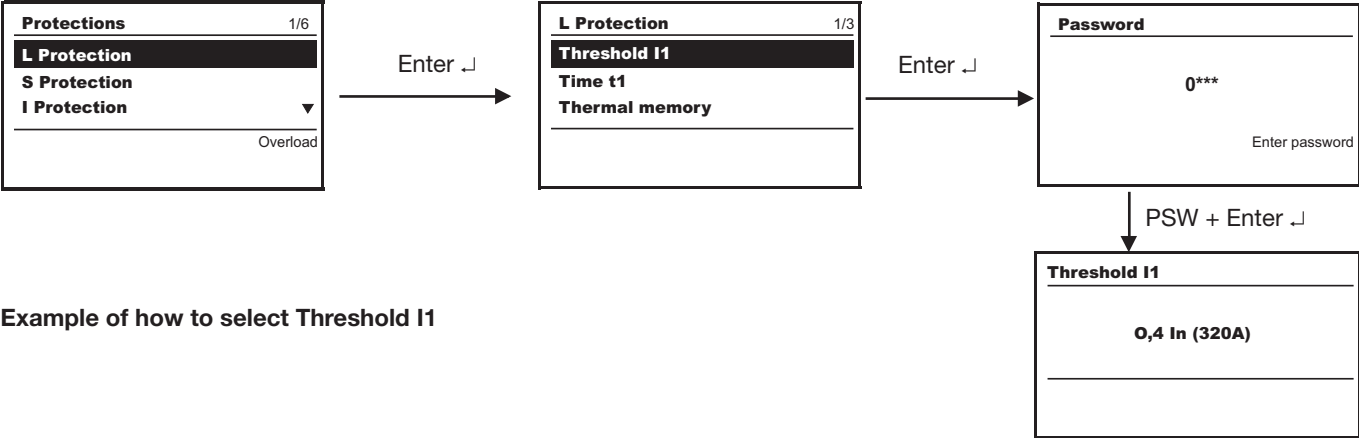 Protections 1/6
L Protection
S Protection
I Protection ▼
Overload
Enter ↵
L Protection 1/3
Threshold I1
Time t1
Thermal memory
Enter ↵
Password
0***
Enter password
PSW + Enter ↵
Threshold I1
O,4 In (320A)
Example of how to select Threshold I1